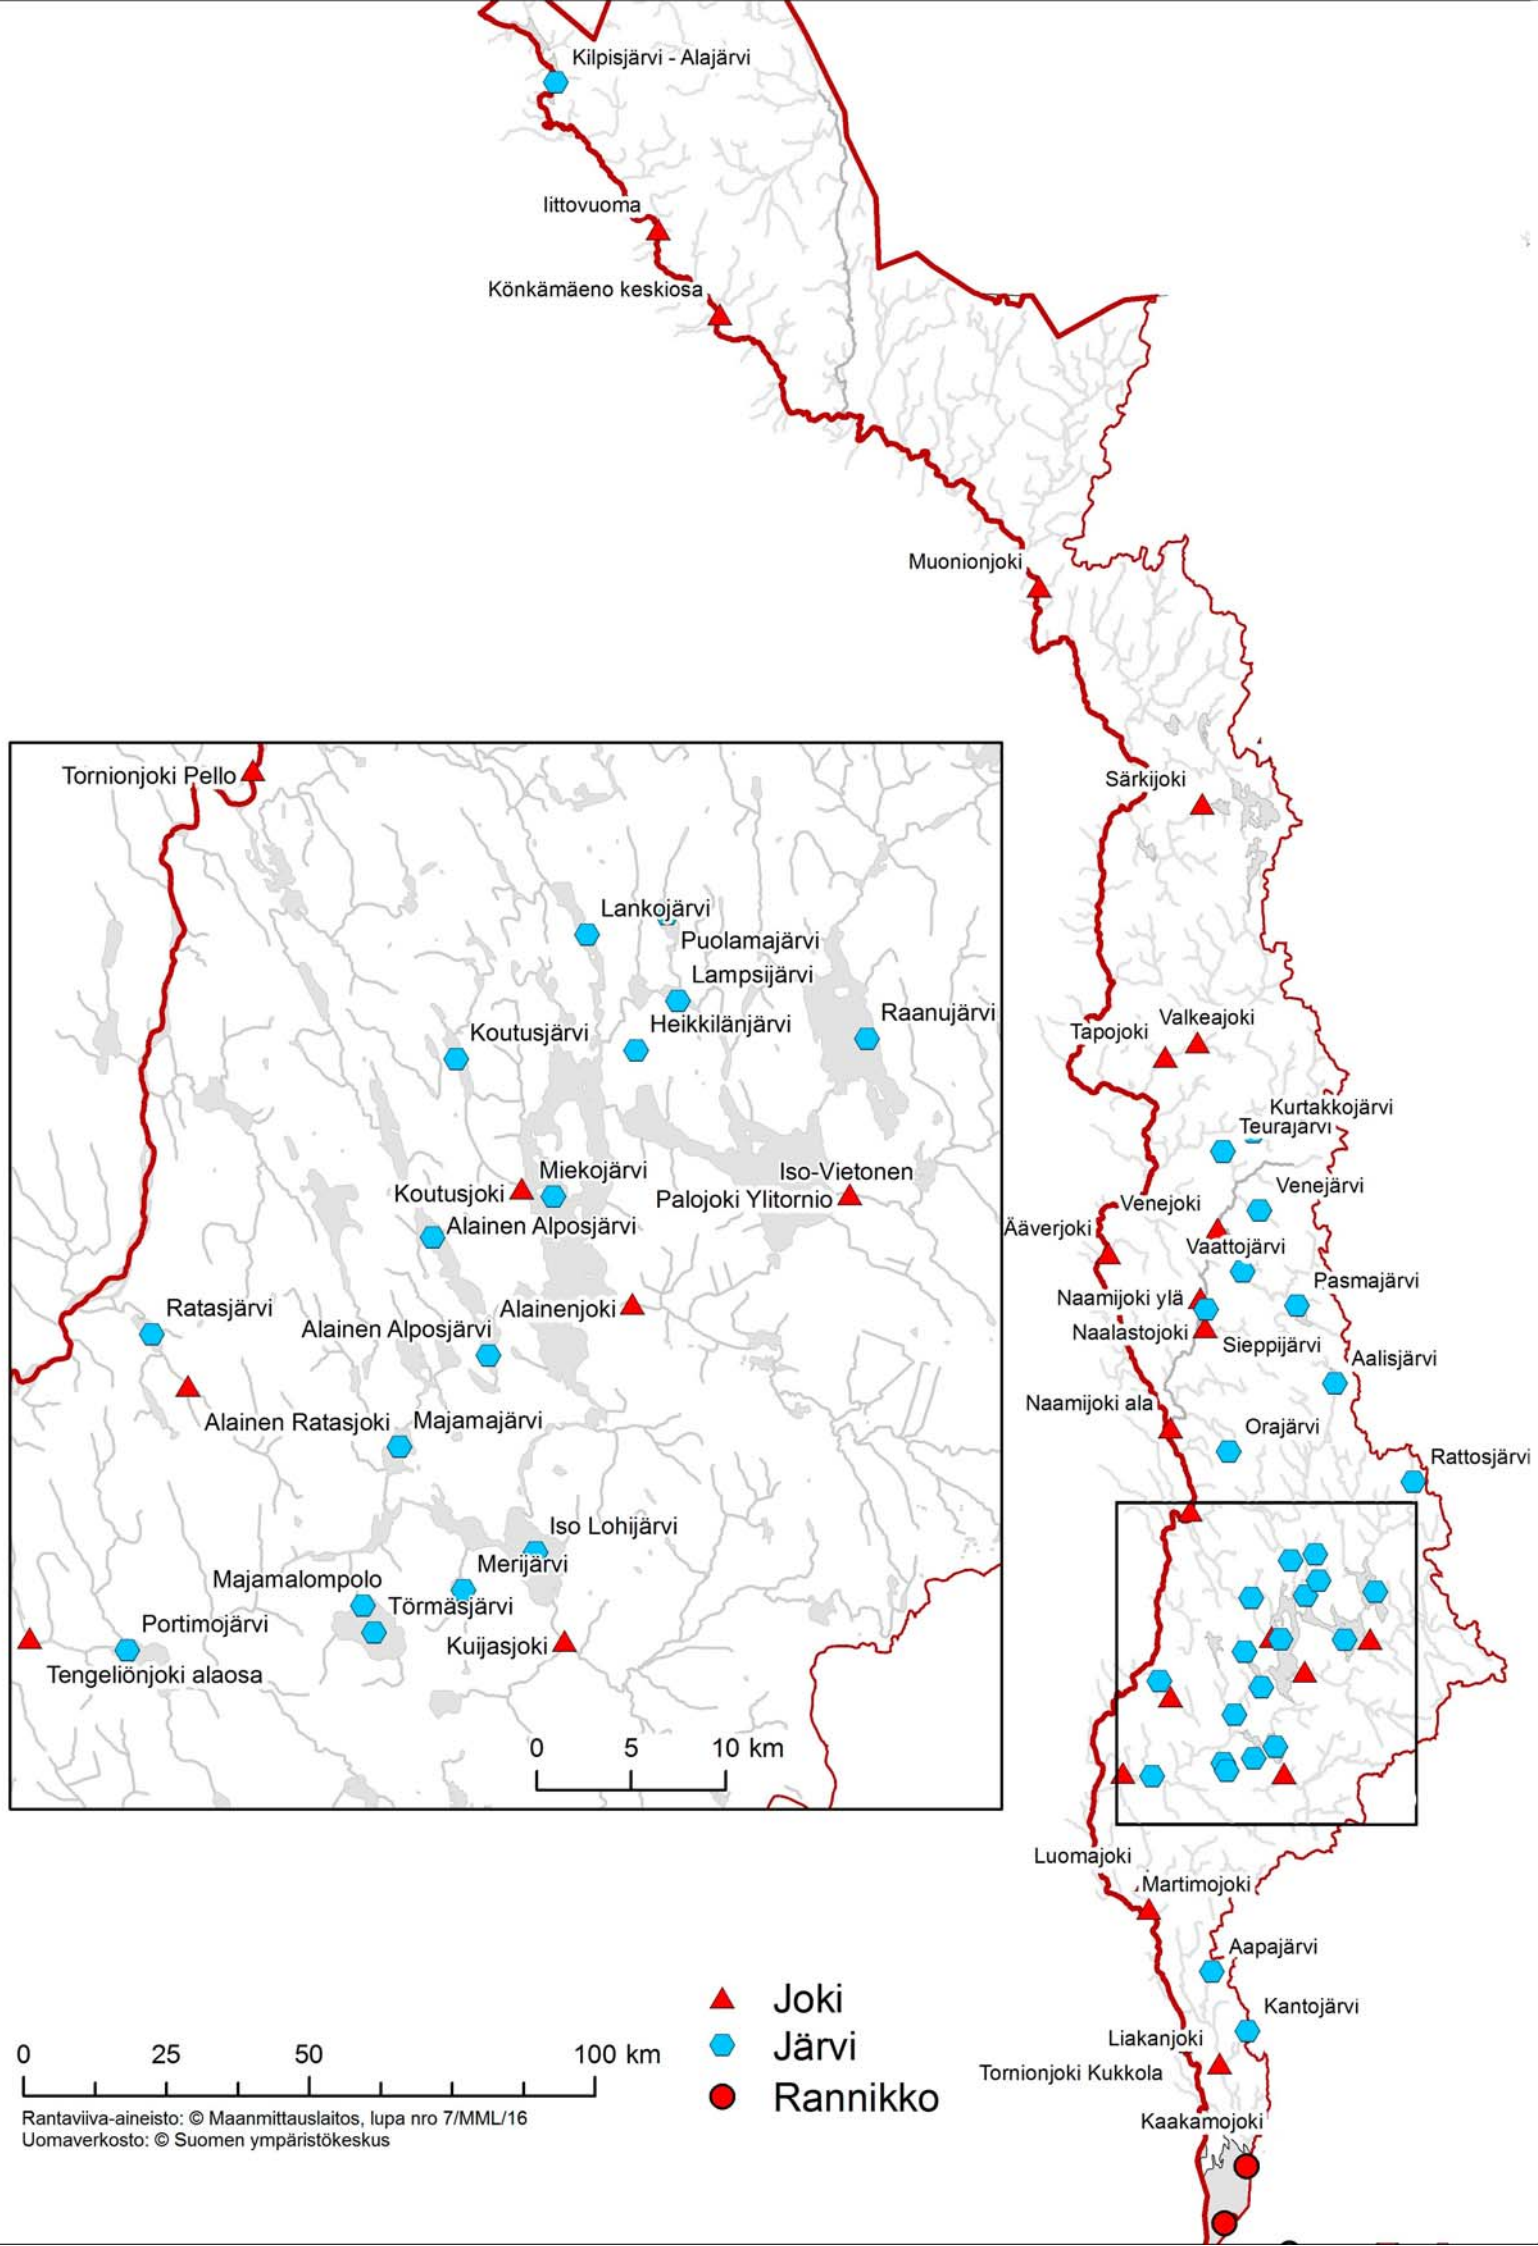 Kilpisjärvi - Alajärvi
Iittovuoma
Könkämäeno keskiosa
Muonionjoki
Särkijoki
Valkeajoki
Tapojoki
Kurtakkojärvi
Teurajärvi
Venejärvi
Venejoki
Ääverjoki
Vaattojärvi
Pasmajärvi
Naamijoki ylä
Naalastojoki
Sieppijärvi
Aalisjärvi
Naamijoki ala
Orajärvi
Rattosjärvi
Tornionjoki Pello
Lankojärvi
Puolamajärvi
Lampsijärvi
Raanujärvi
Heikkilänjärvi
Koutusjärvi
Miekojärvi
Iso-Vietonen
Koutusjoki
Palojoki Ylitornio
Alainen Alposjärvi
Ratasjärvi
Alainenjoki
Alainen Alposjärvi
Alainen Ratasjoki
Majamajärvi
Iso Lohijärvi
Merijärvi
Majamalompolo
Törmäsjärvi
Portimojärvi
Kuijasjoki
Tengeliönjoki alaosa
0 5 10 km
Luomajoki
Martimojoki
Aapajärvi
Kantojärvi
Liakanjoki
Tornionjoki Kukkola
Kaakamojoki
Joki
Järvi
Rannikko
0 25 50 100 km
Rantaviiva-aineisto: © Maanmittauslaitos, lupa nro 7/MML/16
Uomaverkosto: © Suomen ympäristökeskus